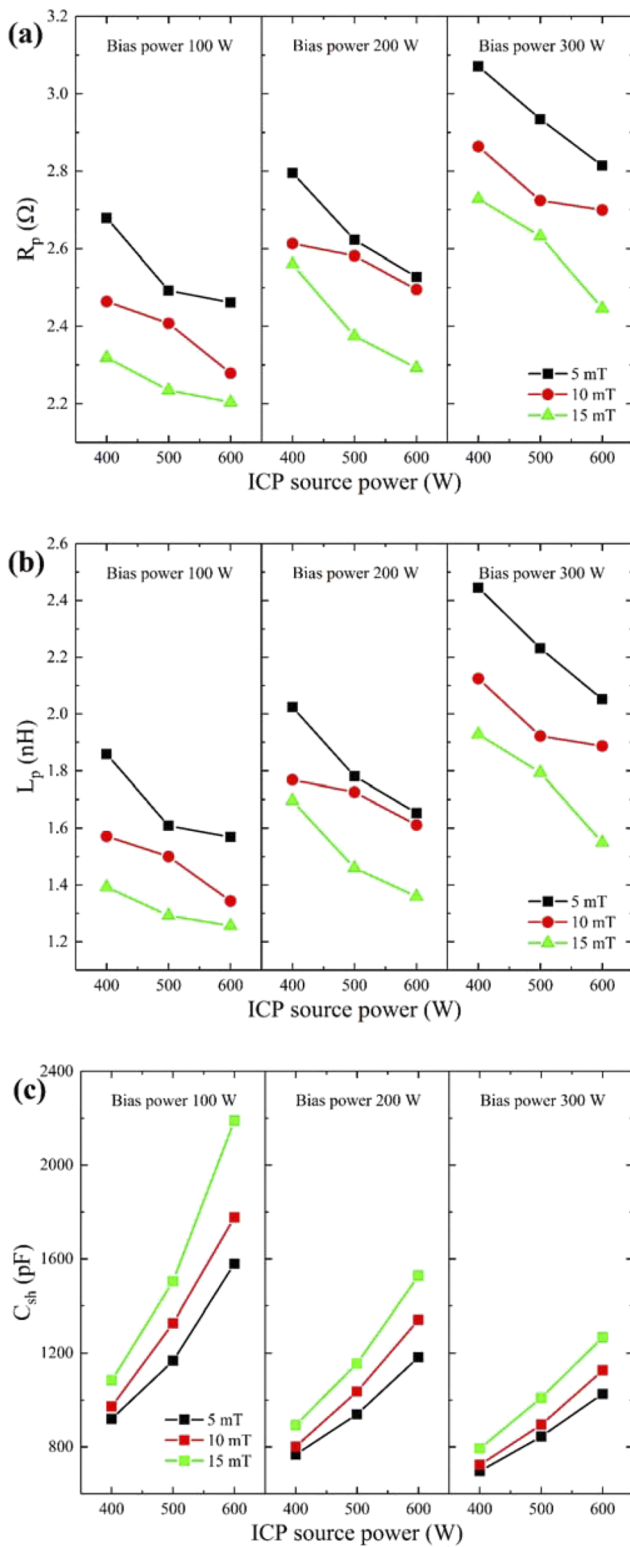 (a)
Bias power 100 W
Bias power 200 W
Bias power 300 W
3.2
3.0
2.8
2.6
2.4
2.2
R_p (Ω)
5 mT
10 mT
15 mT
400 500 600 400 500 600 400 500 600
ICP source power (W)
(b)
Bias power 100 W
Bias power 200 W
Bias power 300 W
2.6
2.4
2.2
2.0
1.8
1.6
1.4
1.2
L_p (nH)
5 mT
10 mT
15 mT
400 500 600 400 500 600 400 500 600
ICP source power (W)
(c)
Bias power 100 W
Bias power 200 W
Bias power 300 W
2400
2000
1600
1200
800
C_sh (pF)
5 mT
10 mT
15 mT
400 500 600 400 500 600 400 500 600
ICP source power (W)